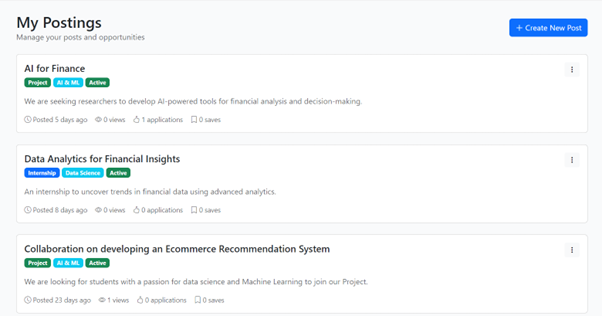 My Postings
Manage your posts and opportunities
+ Create New Post
AI for Finance
Project AI & ML Active
We are seeking researchers to develop AI-powered tools for financial analysis and decision-making.
Posted 5 days ago 0 views 1 applications 0 saves
Data Analytics for Financial Insights
Internship Data Science Active
An internship to uncover trends in financial data using advanced analytics.
Posted 8 days ago 0 views 0 applications 0 saves
Collaboration on developing an Ecommerce Recommendation System
Project AI & ML Active
We are looking for students with a passion for data science and Machine Learning to join our Project.
Posted 23 days ago 1 views 0 applications 0 saves